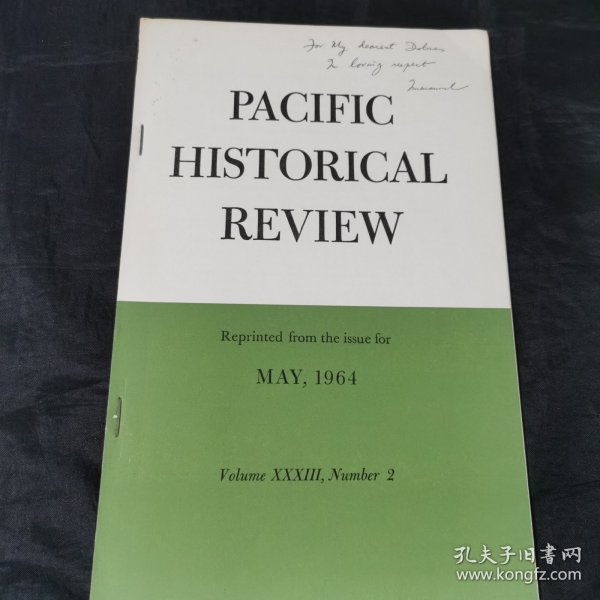 For My dearest Dolores
In loving respect
Immanuel
PACIFIC
HISTORICAL
REVIEW
Reprinted from the issue for
MAY, 1964
Volume XXXIII, Number 2
孔夫子旧书网
www.kongfz.com